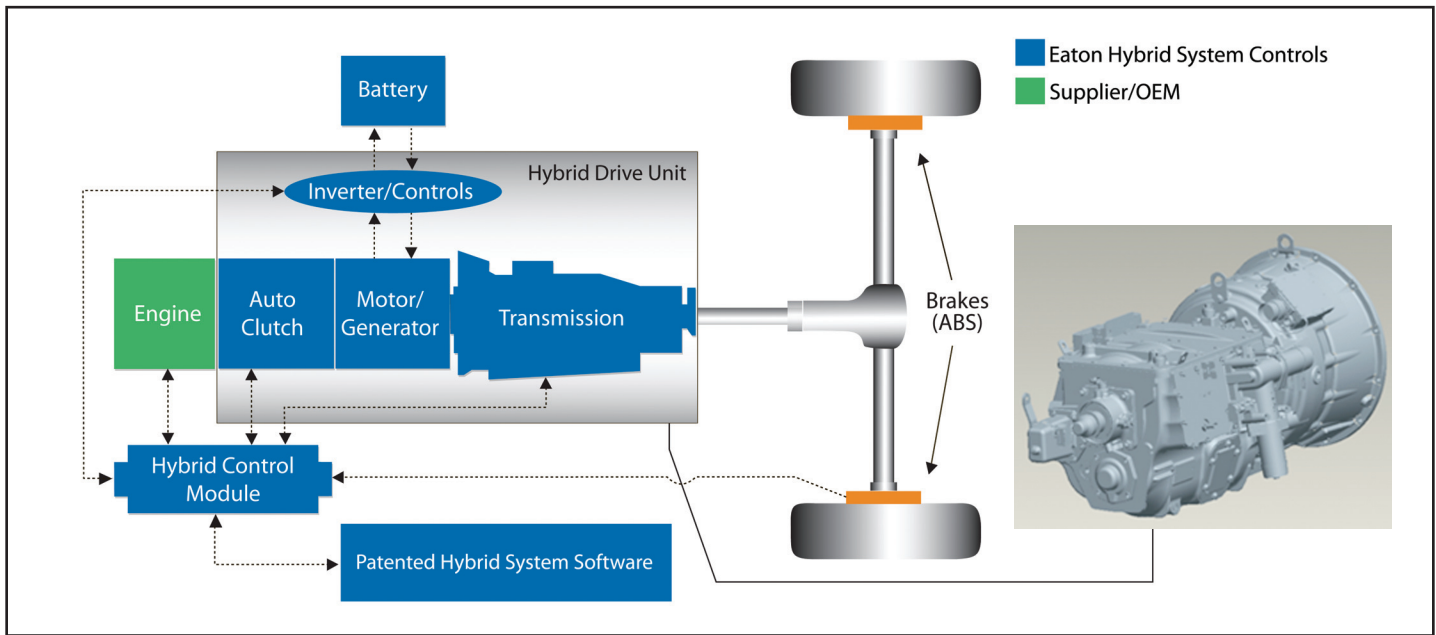 Battery
Hybrid Drive Unit
Inverter/Controls
Engine
Auto
Clutch
Motor/
Generator
Transmission
Hybrid Control
Module
Patented Hybrid System Software
Brakes
(ABS)
Eaton Hybrid System Controls
Supplier/OEM